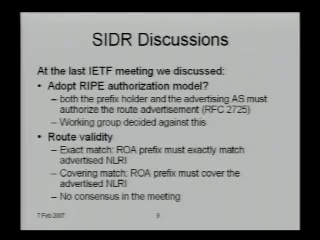 SIDR Discussions
At the last IETF meeting we discussed:
• Adopt RIPE authorization model?
– both the prefix holder and the advertising AS must
authorize the route advertisement (RFC 2725)
– Working group decided against this
• Route validity
– Exact match: ROA prefix must exactly match
advertised NLRI
– Covering match: ROA prefix must cover the
advertised NLRI
– No consensus in the meeting
7 Feb 2007